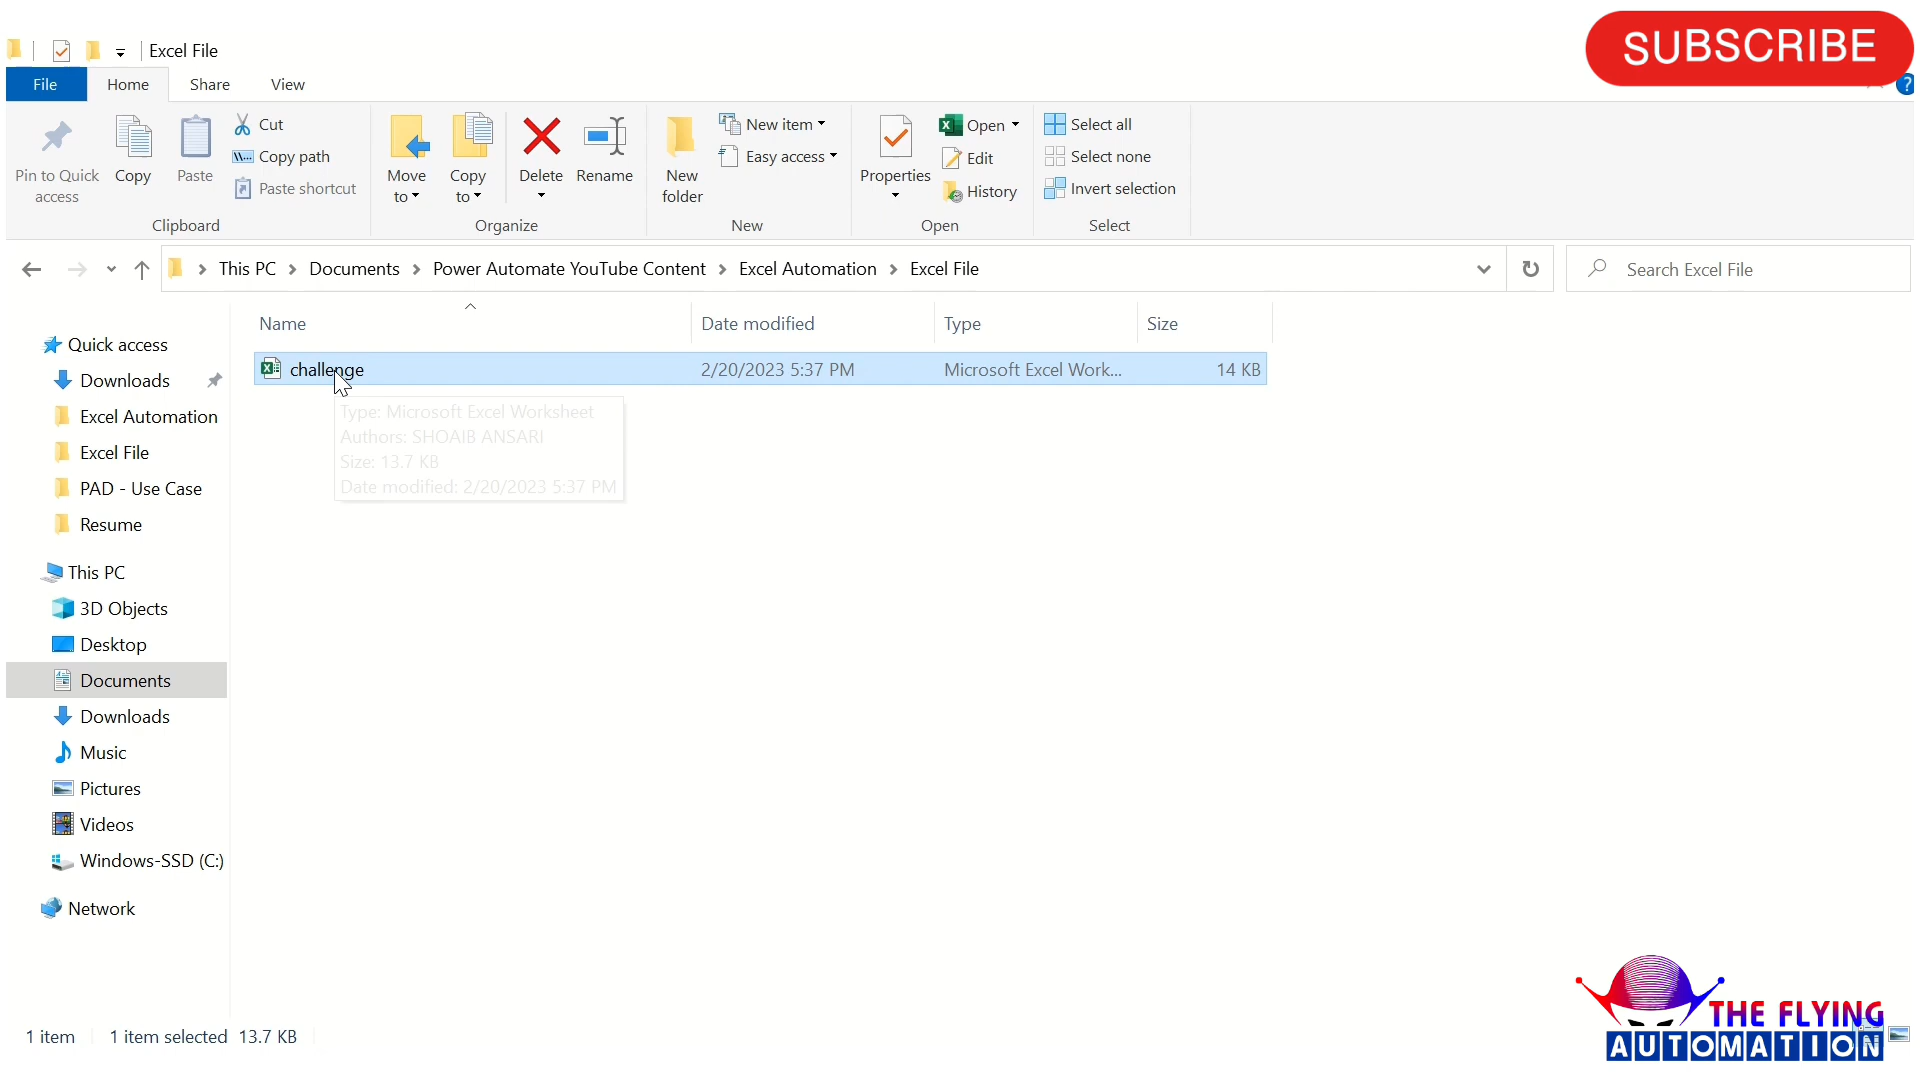 Excel File
SUBSCRIBE
File Home Share View
?
Pin to Quick access
Copy
Paste
Cut
Copy path
Paste shortcut
Move to
Copy to
Delete
Rename
New folder
New item
Easy access
Properties
Open
Edit
History
Select all
Select none
Invert selection
Clipboard Organize New Open Select
This PC > Documents > Power Automate YouTube Content > Excel Automation > Excel File
Search Excel File
Name Date modified Type Size
challenge 2/20/2023 5:37 PM Microsoft Excel Work... 14 KB
Type: Microsoft Excel Worksheet
Authors: SHOAIB ANSARI
Size: 13.7 KB
Date modified: 2/20/2023 5:37 PM
Quick access
Downloads
Excel Automation
Excel File
PAD - Use Case
Resume
This PC
3D Objects
Desktop
Documents
Downloads
Music
Pictures
Videos
Windows-SSD (C:)
Network
1 item 1 item selected 13.7 KB
THE FLYING
AUTOMATION